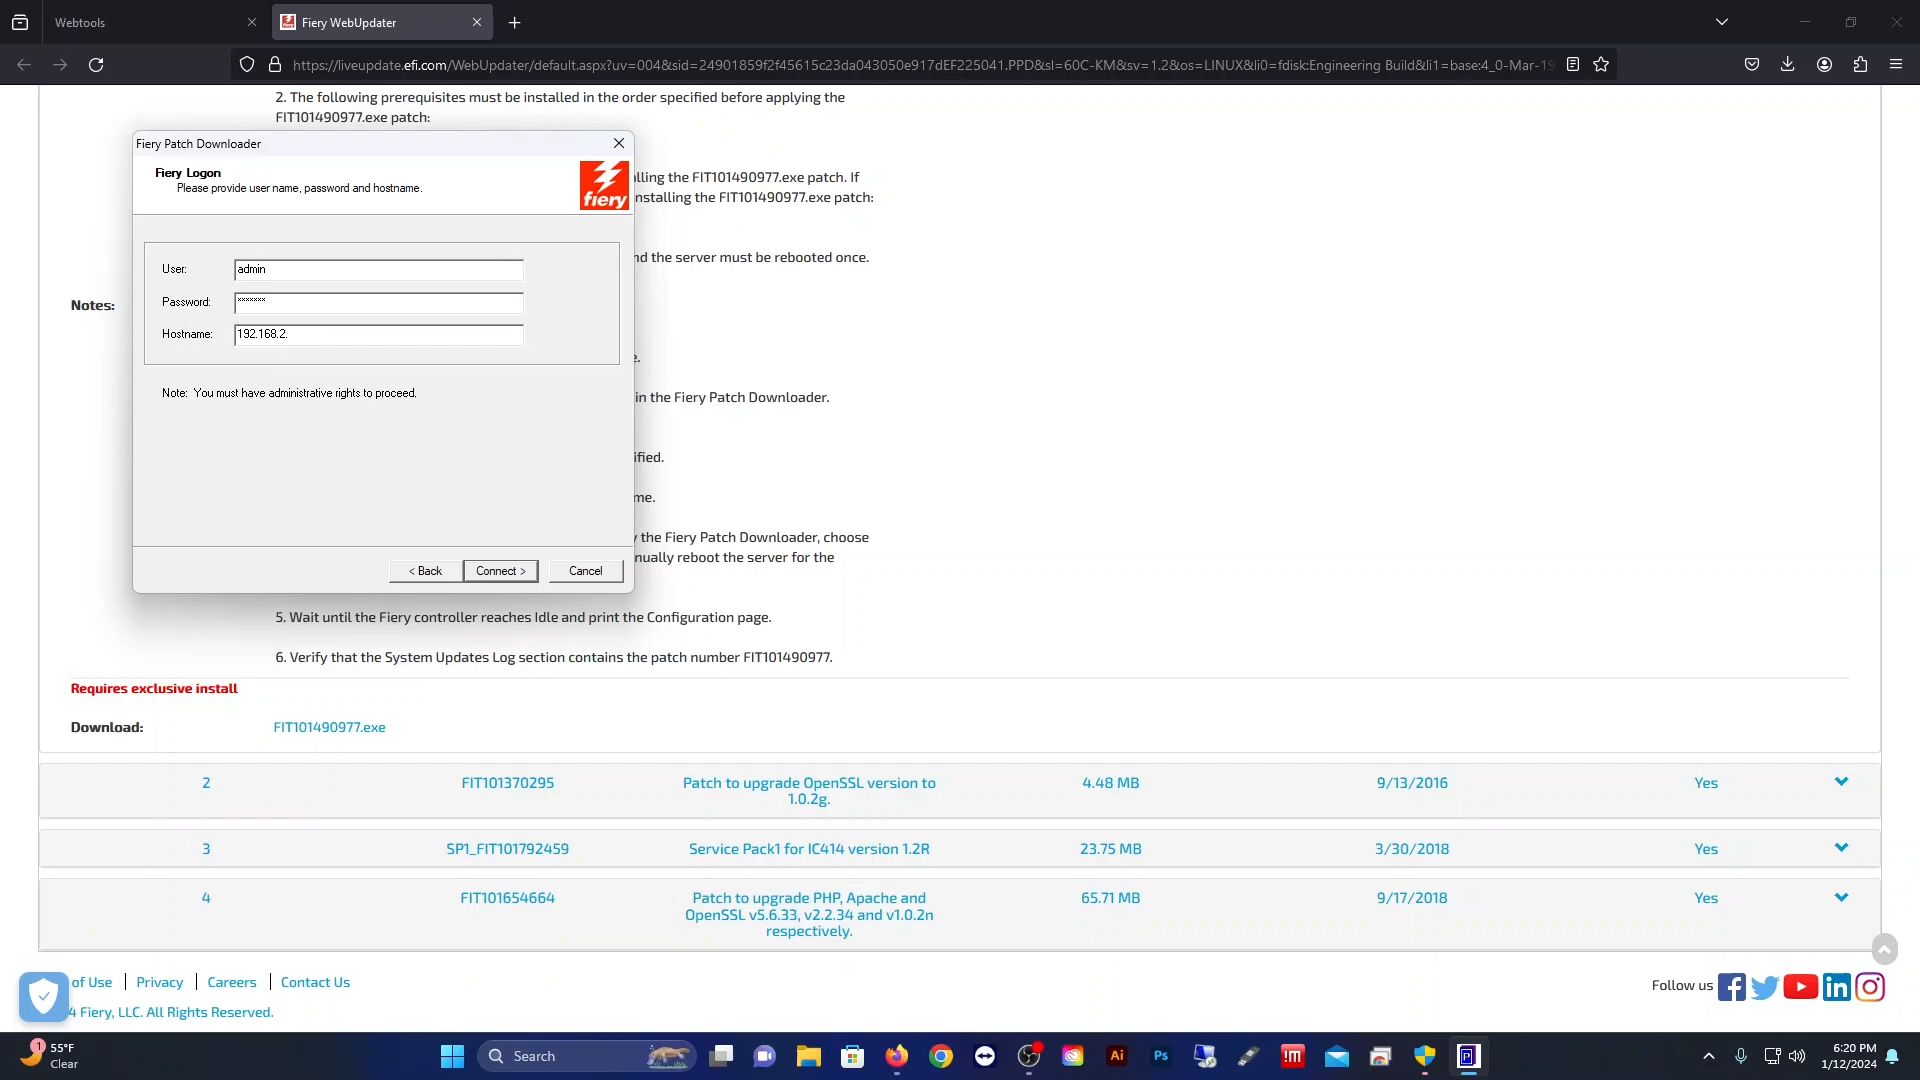 Webtools
Fiery WebUpdater
https://liveupdate.efi.com/WebUpdater/default.aspx?uv=004&sid=24901859f2f45615c23da043050e917dEF225041.PPD&sl=60C-KM&sv=1.2&os=LINUX&li0=fdisk:Engineering Build&li1=base:4_0-Mar-19
2. The following prerequisites must be installed in the order specified before applying the
FIT101490977.exe patch:
Fiery Patch Downloader
Fiery Logon
Please provide user name, password and hostname.
fiery
User: admin
Password: *******
Hostname: 192.168.2.
Note: You must have administrative rights to proceed.
< Back
Connect >
Cancel
lling the FIT101490977.exe patch. If
nstalling the FIT101490977.exe patch:
nd the server must be rebooted once.
Notes:
e.
in the Fiery Patch Downloader.
ified.
me.
y the Fiery Patch Downloader, choose
nually reboot the server for the
5. Wait until the Fiery controller reaches Idle and print the Configuration page.
6. Verify that the System Updates Log section contains the patch number FIT101490977.
Requires exclusive install
Download: FIT101490977.exe
2 FIT101370295 Patch to upgrade OpenSSL version to 1.0.2g. 4.48 MB 9/13/2016 Yes
3 SP1_FIT101792459 Service Pack1 for IC414 version 1.2R 23.75 MB 3/30/2018 Yes
4 FIT101654664 Patch to upgrade PHP, Apache and OpenSSL v5.6.33, v2.2.34 and v1.0.2n respectively. 65.71 MB 9/17/2018 Yes
of Use Privacy Careers Contact Us
4 Fiery, LLC. All Rights Reserved.
Follow us
1
55°F
Clear
Search
Ai
Ps
!m
6:20 PM
1/12/2024